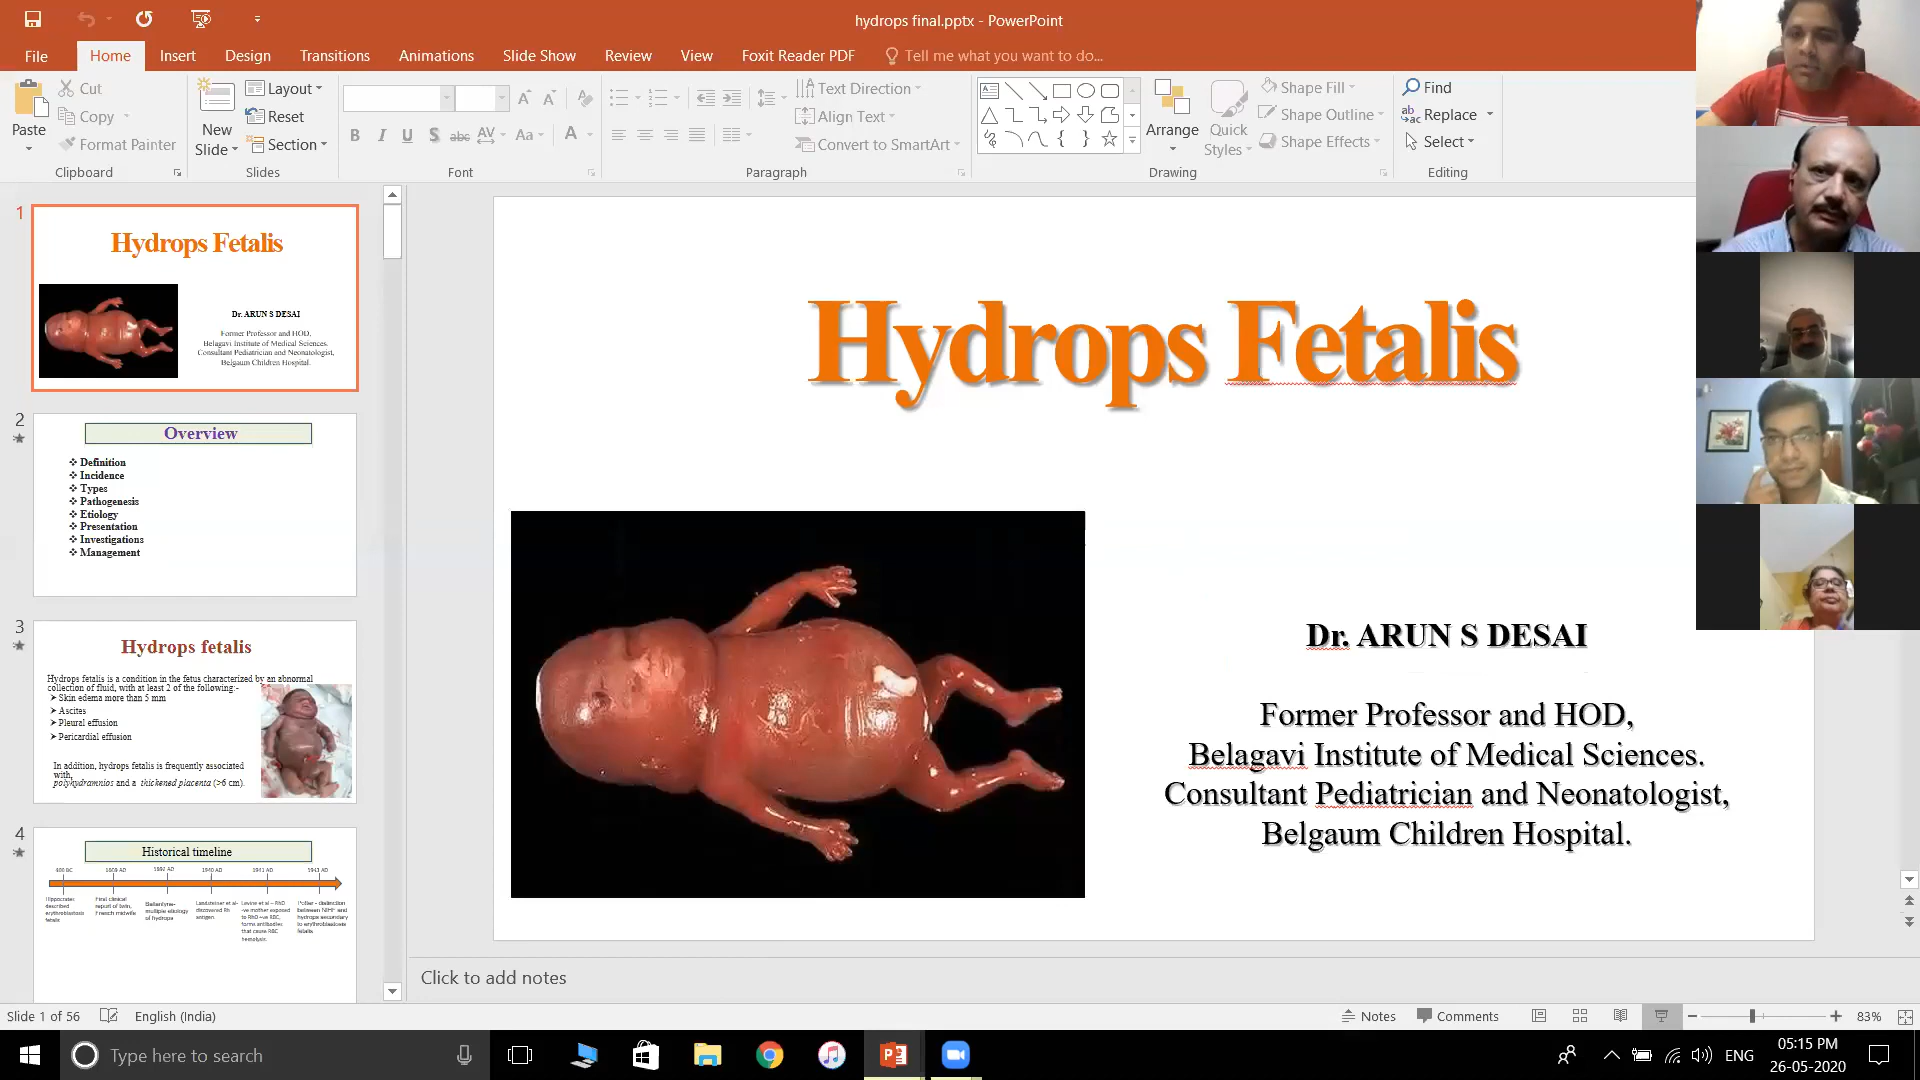 hydrops final.pptx - PowerPoint
File Home Insert Design Transitions Animations Slide Show Review View Foxit Reader PDF Tell me what you want to do...
Paste
Cut
Copy
Format Painter
Clipboard
New Slide
Layout
Reset
Section
Slides
B I U S abc AV Aa A
Font
Text Direction
Align Text
Convert to SmartArt
Paragraph
Arrange
Quick Styles
Shape Fill
Shape Outline
Shape Effects
Drawing
Find
Replace
Select
Editing
1
Hydrops Fetalis
Dr. ARUN S DESAI
Former Professor and HOD,
Belagavi Institute of Medical Sciences.
Consultant Pediatrician and Neonatologist,
Belgaum Children Hospital.
2
Overview
Definition
Incidence
Types
Pathogenesis
Etiology
Presentation
Investigations
Management
3
Hydrops fetalis
Hydrops fetalis is a condition in the fetus characterized by an abnormal
collection of fluid, with at least 2 of the following:-
Skin edema more than 5 mm
Ascites
Pleural effusion
Pericardial effusion
In addition, hydrops fetalis is frequently associated
with,
polyhydramnios and a thickened placenta (>6 cm).
4
Historical timeline
Hydrops Fetalis
Dr. ARUN S DESAI
Former Professor and HOD,
Belagavi Institute of Medical Sciences.
Consultant Pediatrician and Neonatologist,
Belgaum Children Hospital.
Click to add notes
Slide 1 of 56 English (India) Notes Comments 83%
Type here to search
ENG
05:15 PM
26-05-2020